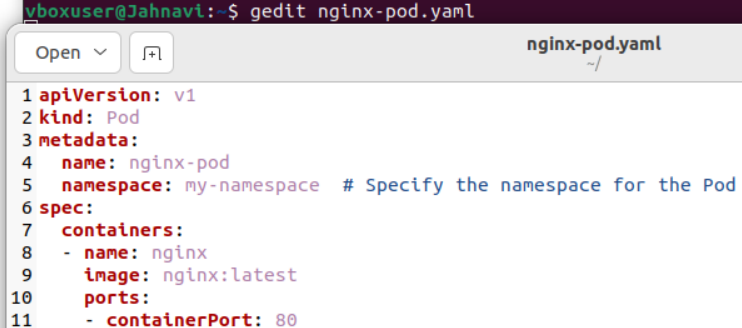 vboxuser@Jahnavi:~$ gedit nginx-pod.yaml
Open
nginx-pod.yaml
~/
1 apiVersion: v1
2 kind: Pod
3 metadata:
4   name: nginx-pod
5   namespace: my-namespace  # Specify the namespace for the Pod
6 spec:
7   containers:
8   - name: nginx
9     image: nginx:latest
10     ports:
11     - containerPort: 80